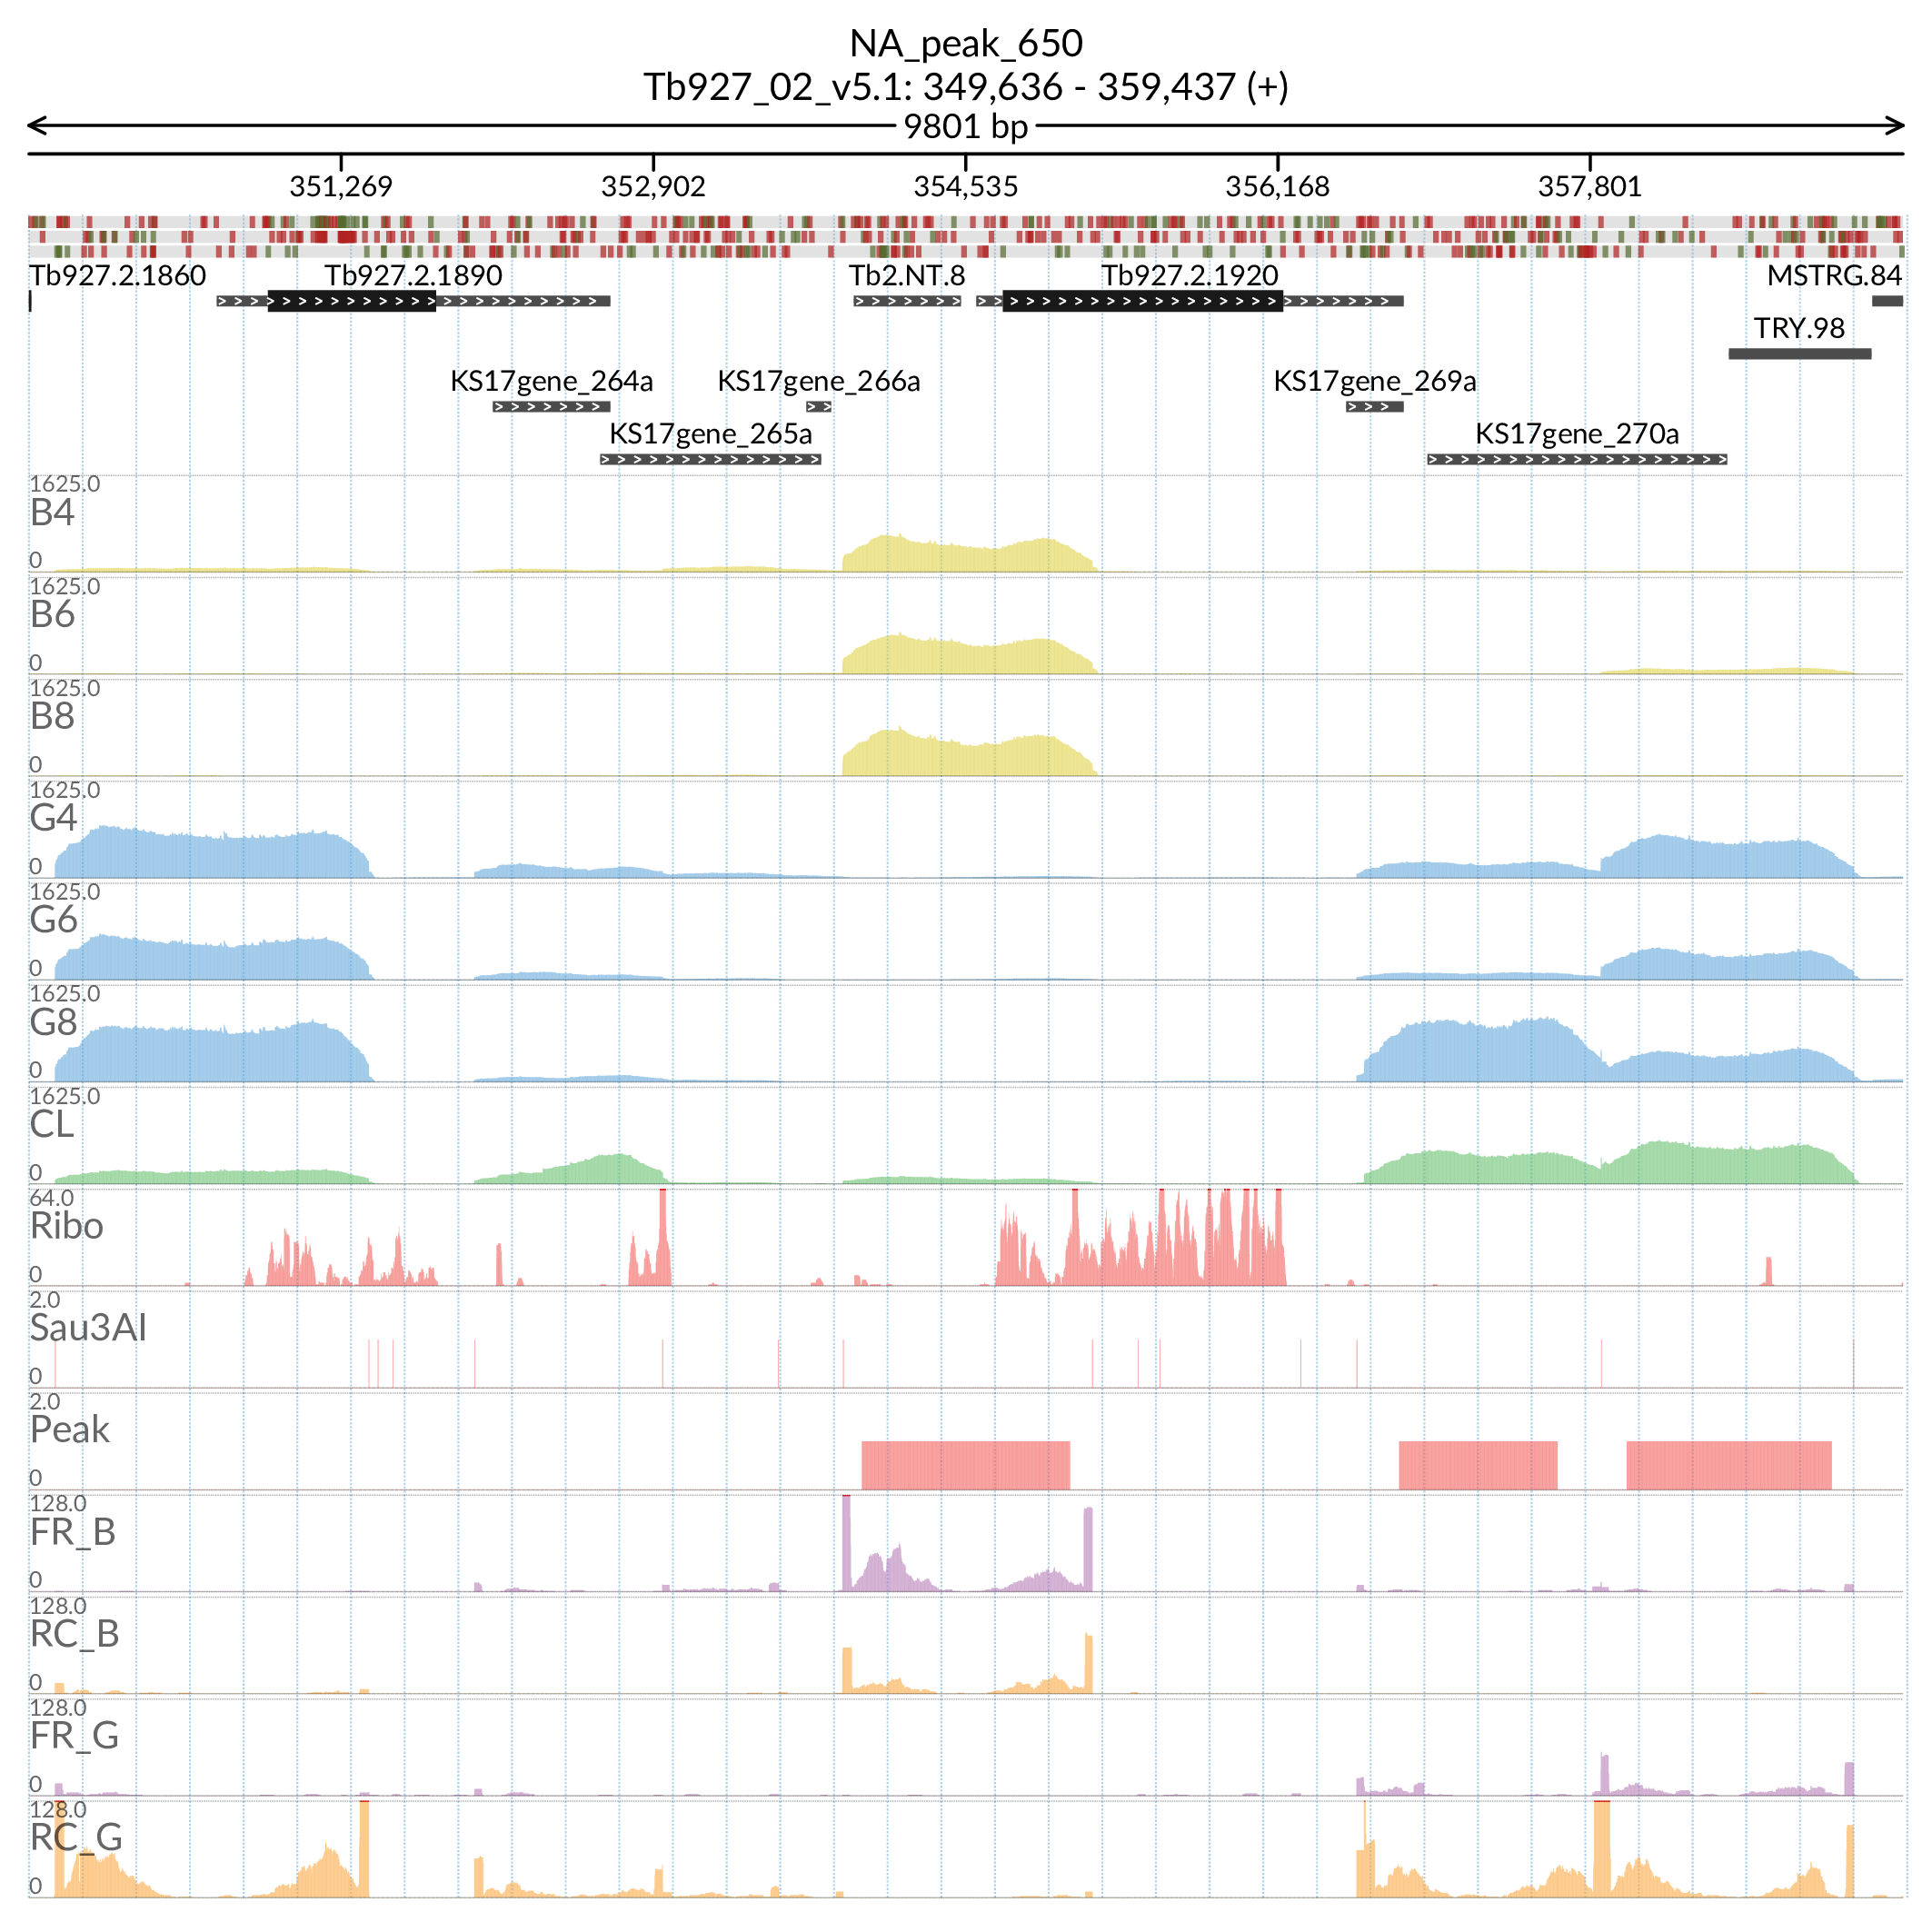 NA_peak_650
Tb927_02_v5.1: 349,636 - 359,437 (+)
9801 bp
351,269 352,902 354,535 356,168 357,801
Tb927.2.1860 Tb927.2.1890 Tb2.NT.8 Tb927.2.1920 MSTRG.84
TRY.98
KS17gene_264a KS17gene_266a KS17gene_269a
KS17gene_265a KS17gene_270a
1625.0
B4
0
1625.0
B6
0
1625.0
B8
0
1625.0
G4
0
1625.0
G6
0
1625.0
G8
0
1625.0
CL
0
64.0
Ribo
0
2.0
Sau3AI
0
2.0
Peak
0
128.0
FR_B
0
128.0
RC_B
0
128.0
FR_G
0
128.0
RC_G
0